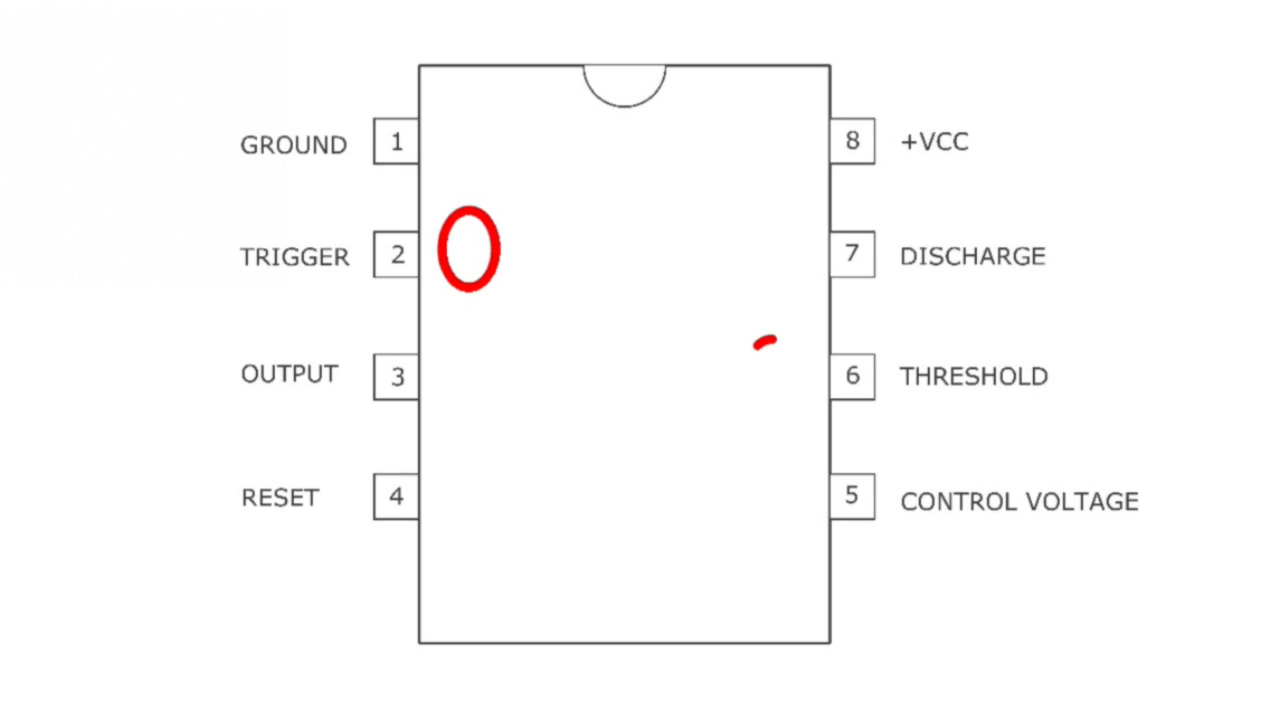 GROUND 1 8 +VCC
TRIGGER 2 7 DISCHARGE
OUTPUT 3 6 THRESHOLD
RESET 4 5 CONTROL VOLTAGE